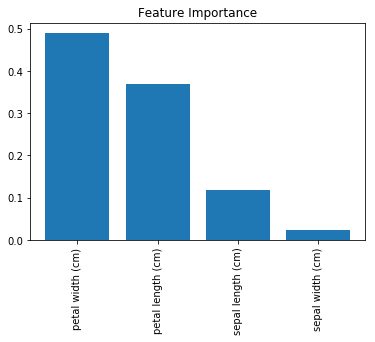 Feature Importance
0.5
0.4
0.3
0.2
0.1
0.0
petal width (cm)
petal length (cm)
sepal length (cm)
sepal width (cm)